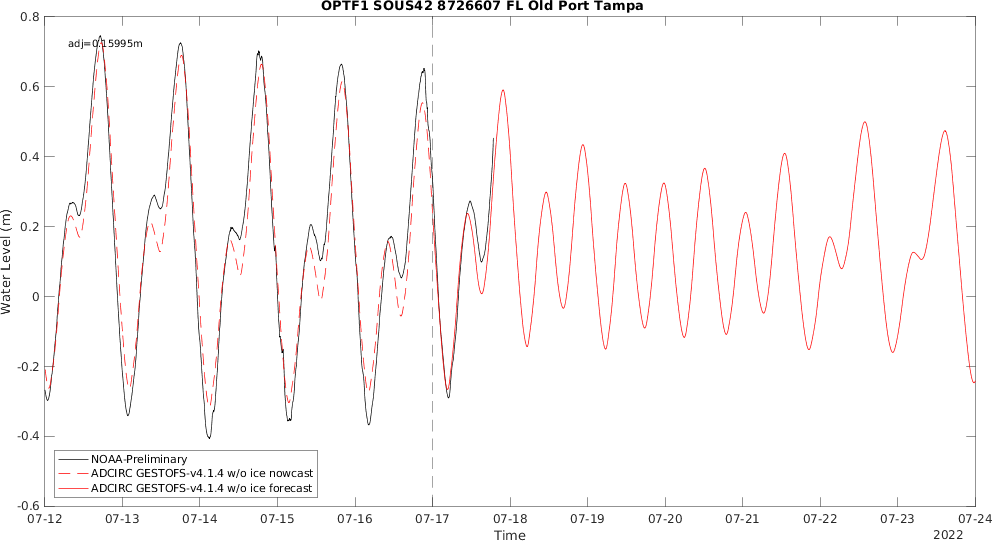 OPTF1 SOUS42 8726607 FL Old Port Tampa
adj=0.15995m
0.8
0.6
0.4
0.2
0
-0.2
-0.4
-0.6
Water Level (m)
NOAA-Preliminary
ADCIRC GESTOFS-v4.1.4 w/o ice nowcast
ADCIRC GESTOFS-v4.1.4 w/o ice forecast
07-12 07-13 07-14 07-15 07-16 07-17 07-18 07-19 07-20 07-21 07-22 07-23 07-24
Time
2022